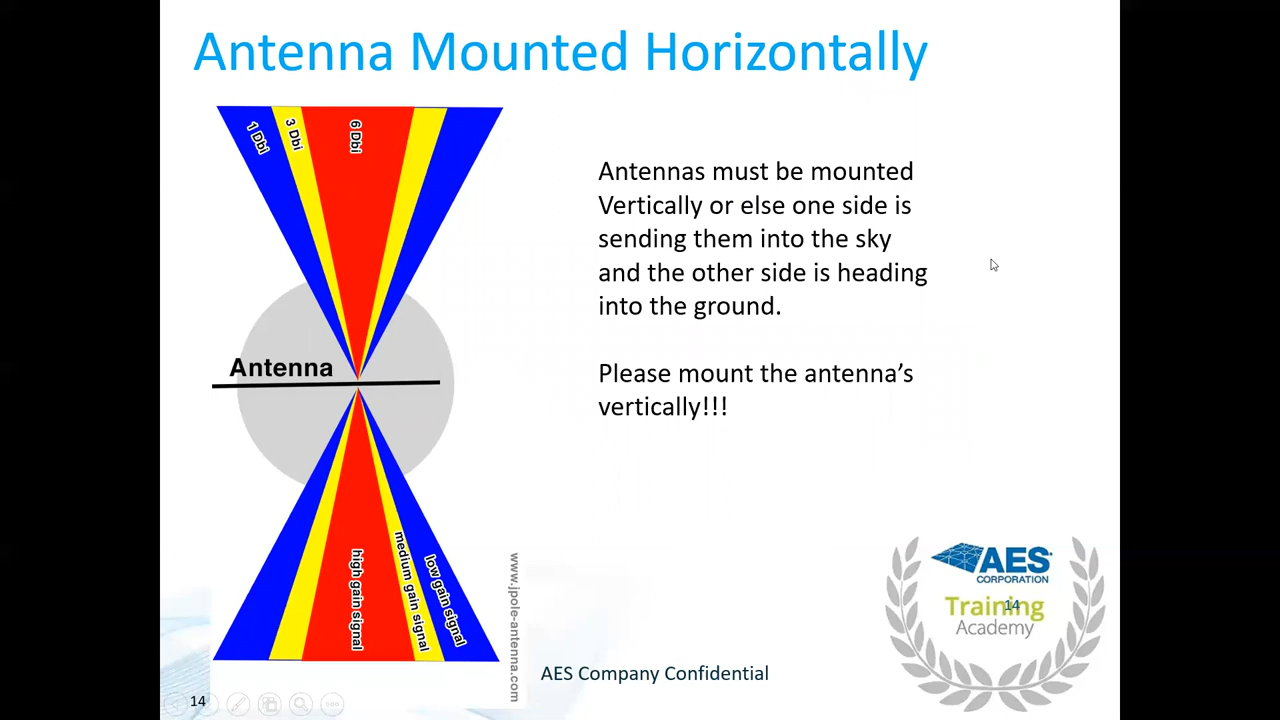 Antenna Mounted Horizontally
1 Dbi
3 Dbi
6 Dbi
Antennas must be mounted
Vertically or else one side is
sending them into the sky
and the other side is heading
into the ground.
Please mount the antenna’s
vertically!!!
Antenna
high gain signal
medium gain signal
low gain signal
www.jpole-antenna.com
AES
CORPORATION
Training
14
Academy
AES Company Confidential
14